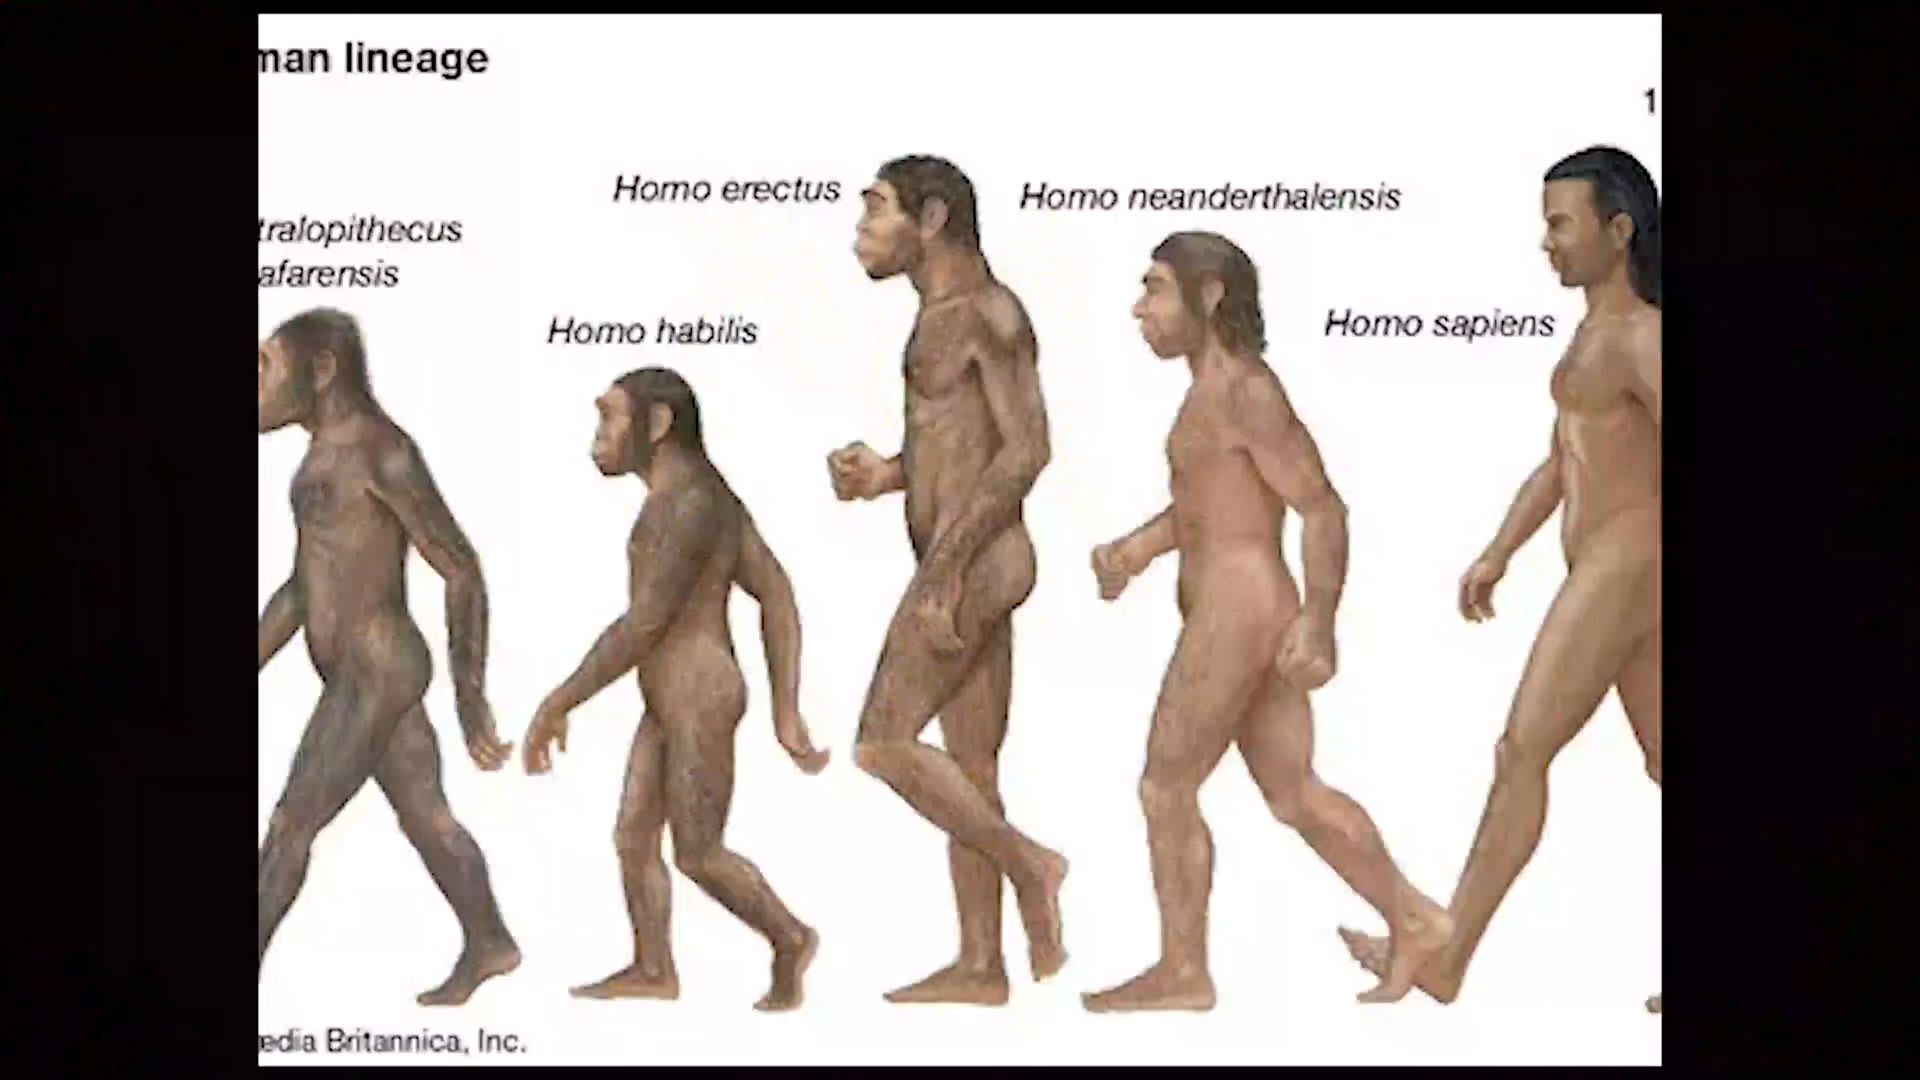 man lineage
1
Homo erectus
Homo neanderthalensis
tralopithecus
afarensis
Homo habilis
Homo sapiens
edia Britannica, Inc.